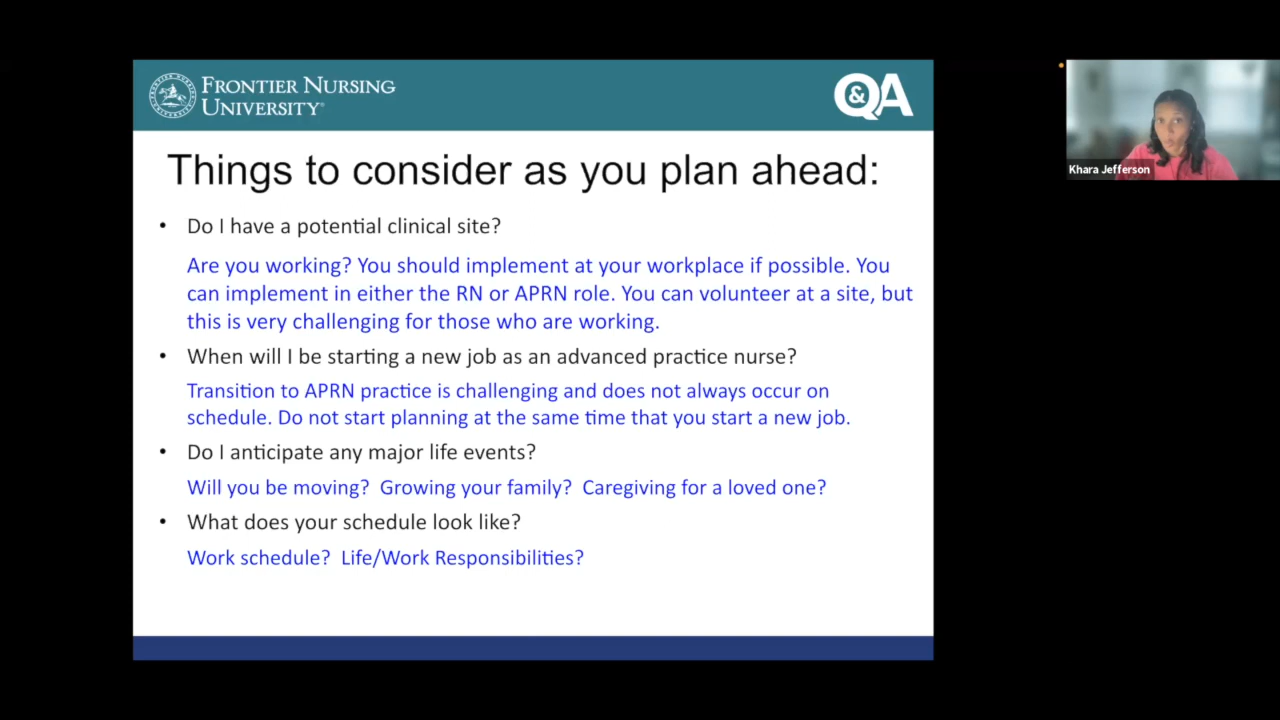 FRONTIER NURSING
UNIVERSITY®
Q&A
Things to consider as you plan ahead:
• Do I have a potential clinical site?
Are you working? You should implement at your workplace if possible. You
can implement in either the RN or APRN role. You can volunteer at a site, but
this is very challenging for those who are working.
• When will I be starting a new job as an advanced practice nurse?
Transition to APRN practice is challenging and does not always occur on
schedule. Do not start planning at the same time that you start a new job.
• Do I anticipate any major life events?
Will you be moving?  Growing your family?  Caregiving for a loved one?
• What does your schedule look like?
Work schedule?  Life/Work Responsibilities?
Khara Jefferson